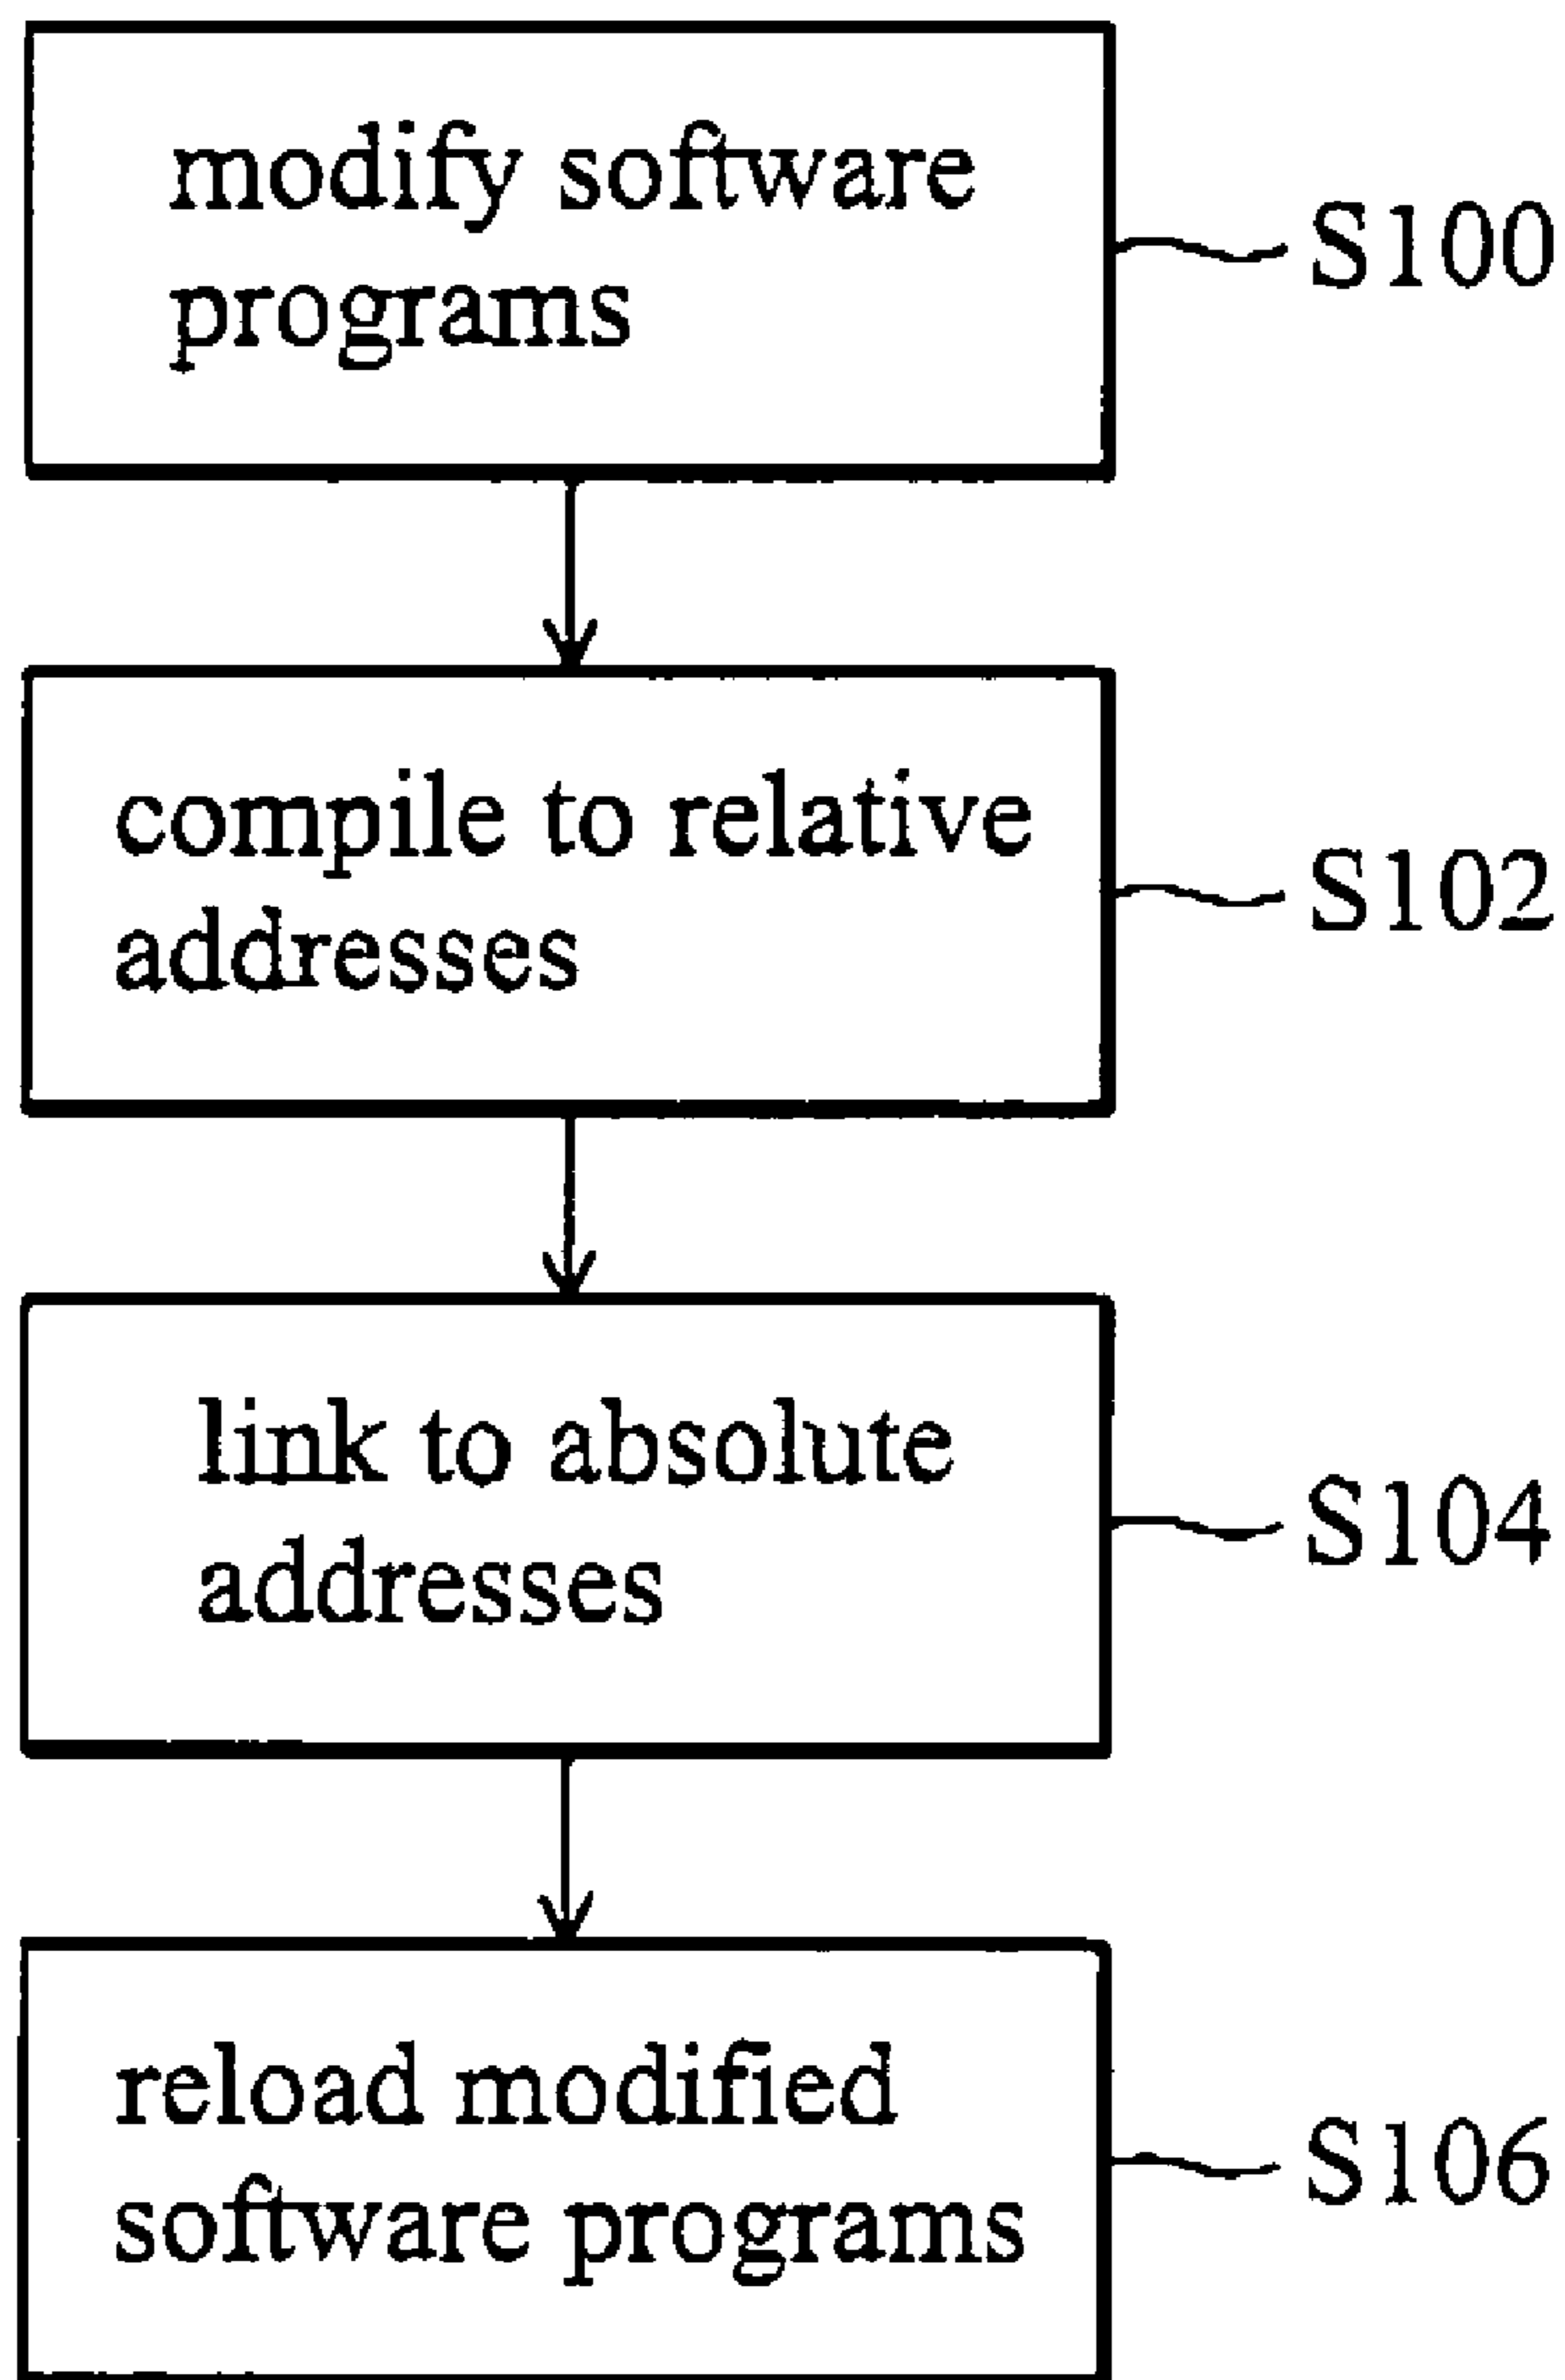 modify software
programs
S100
compile to relative
addresses
S102
link to absolute
addresses
S104
reload modified
software programs
S106